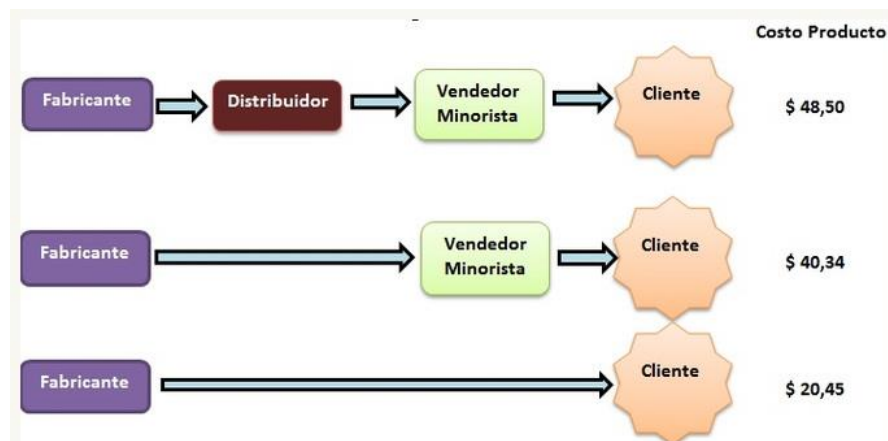 Costo Producto
Fabricante
Distribuidor
Vendedor
Minorista
Cliente
$ 48,50
Fabricante
Vendedor
Minorista
Cliente
$ 40,34
Fabricante
Cliente
$ 20,45